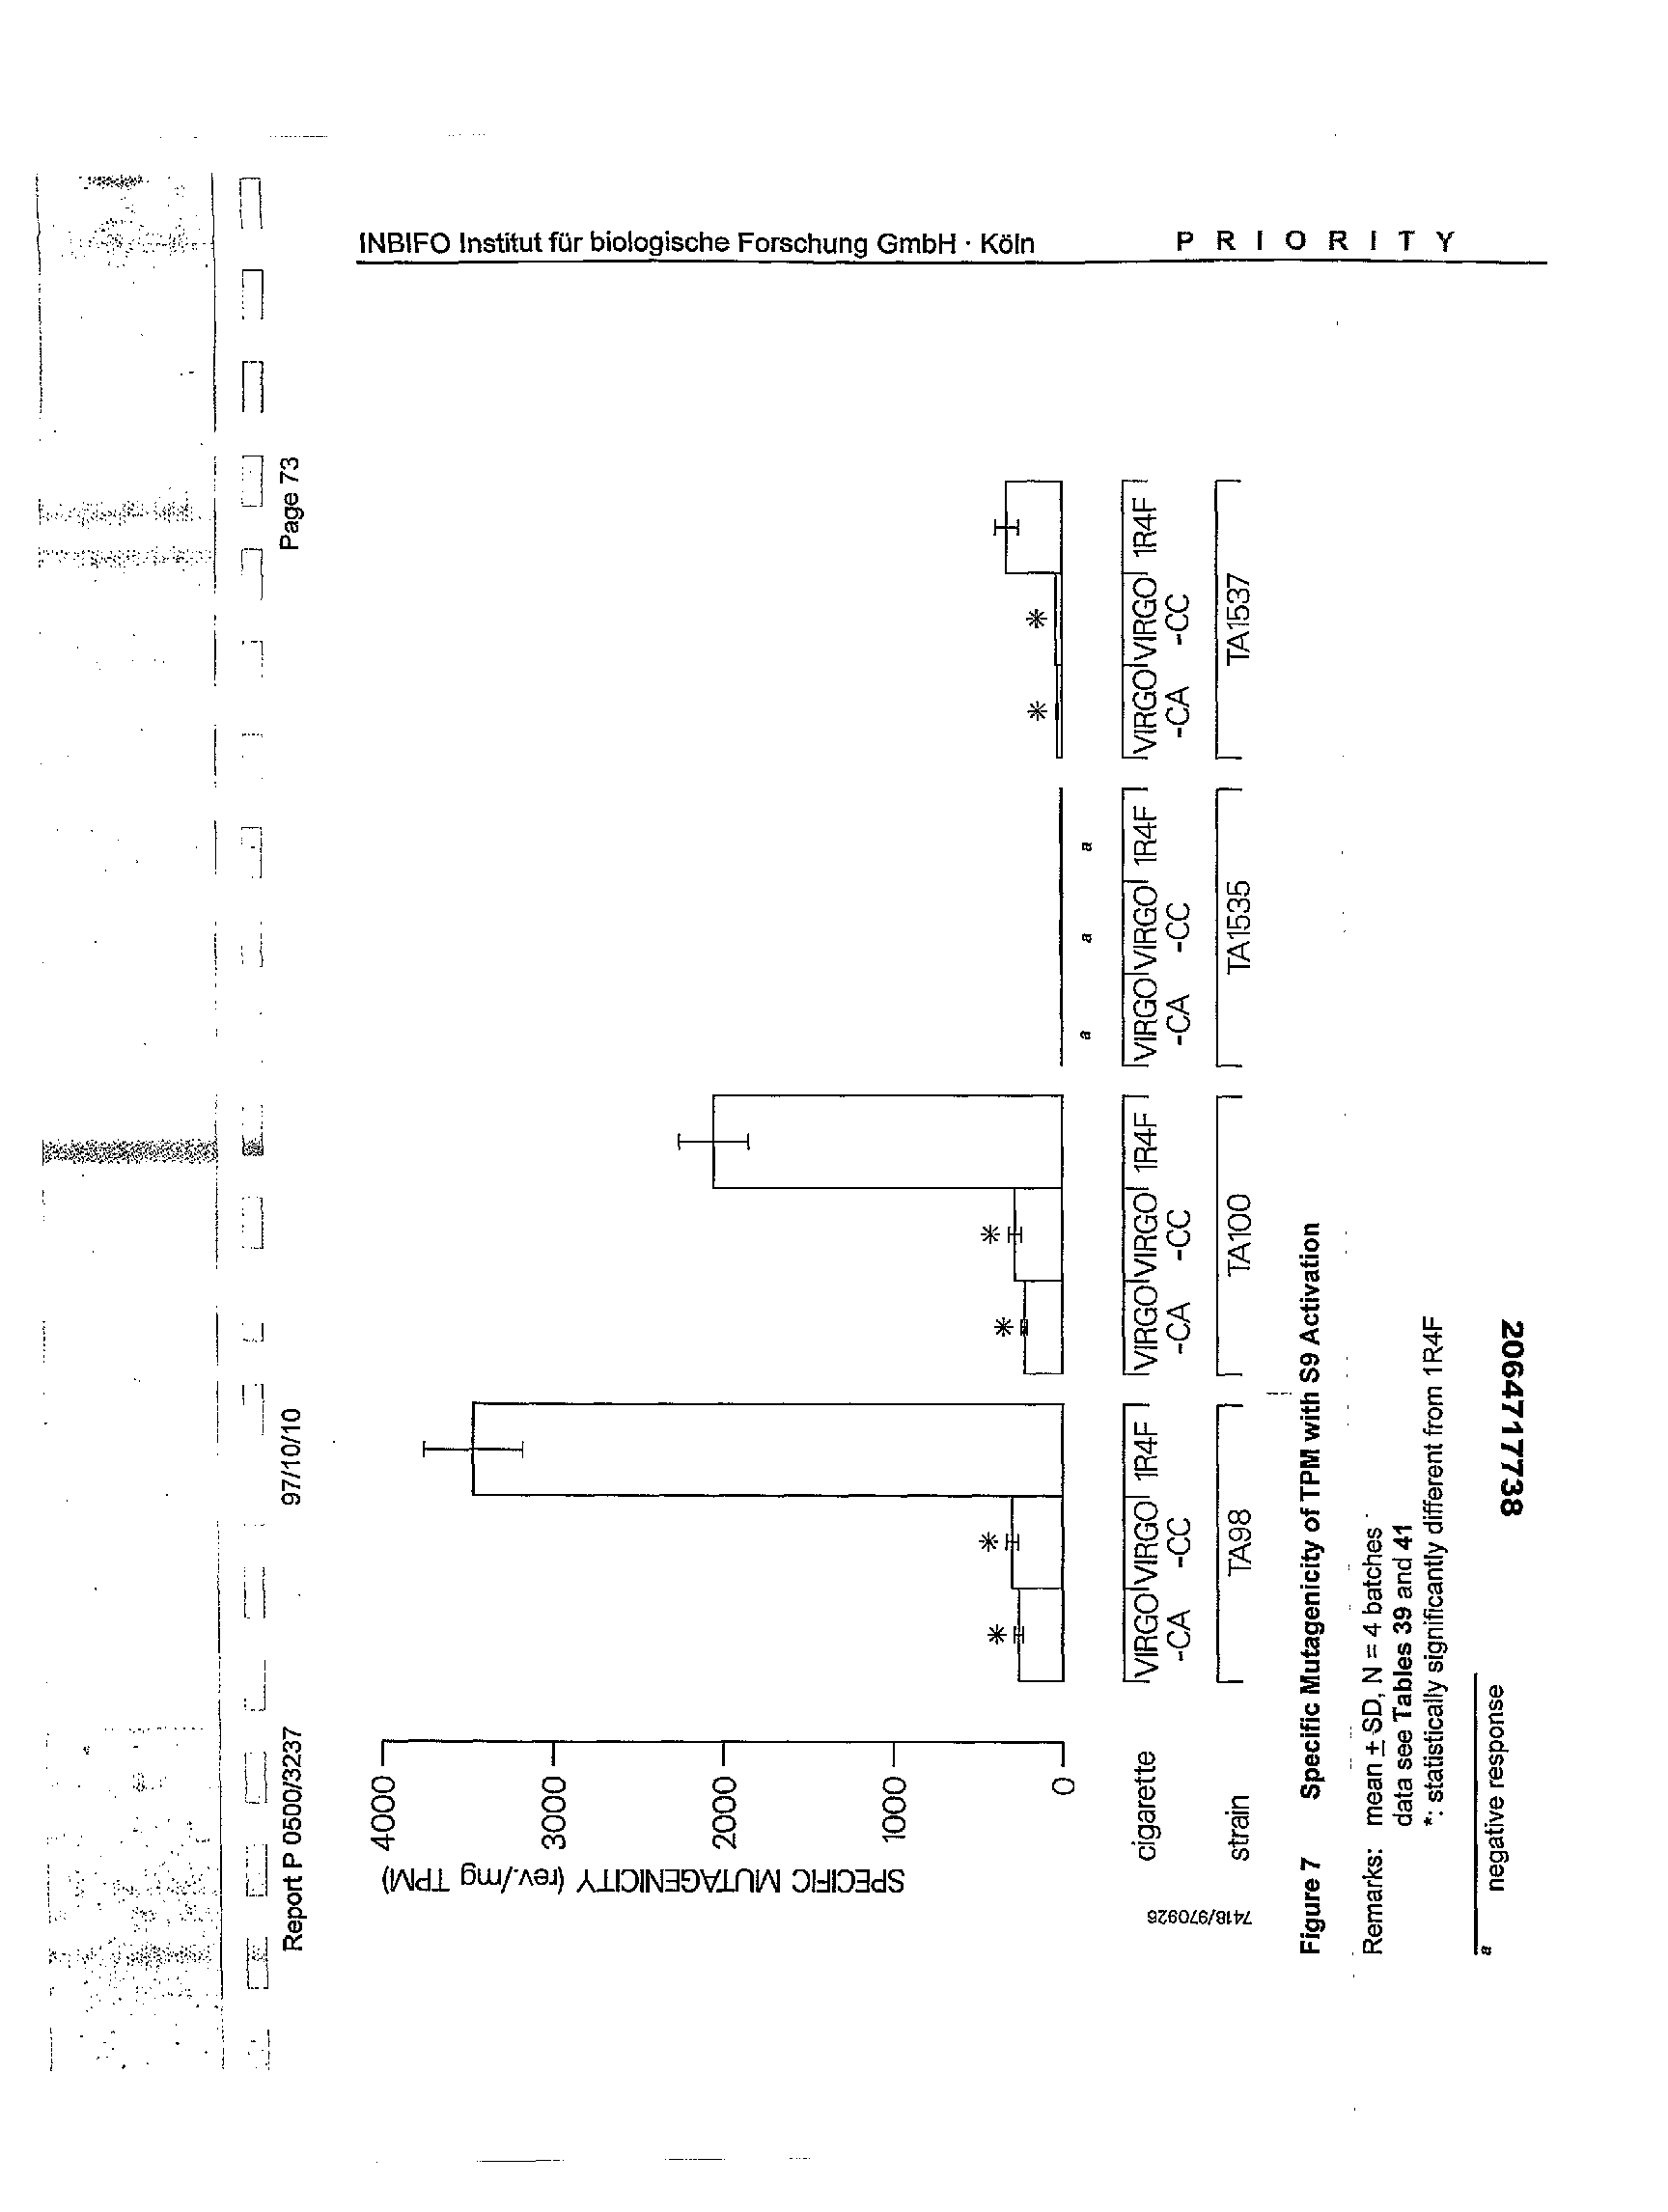 INBIFO Institut für biologische Forschung GmbH · Köln
P R I O R I T Y
Report P 0500/3237
97/10/10
Page 73
SPECIFIC MUTAGENICITY (rev./mg TPM)
4000
3000
2000
1000
0
* * * * * *
a a a
cigarette
VIRGO VIRGO 1R4F VIRGO VIRGO 1R4F VIRGO VIRGO 1R4F VIRGO VIRGO 1R4F
-CA -CC -CA -CC -CA -CC -CA -CC
strain
TA98 TA100 TA1535 TA1537
7418/970926
Figure 7 Specific Mutagenicity of TPM with S9 Activation
Remarks: mean ± SD, N = 4 batches
data see Tables 39 and 41
*: statistically significantly different from 1R4F
a negative response
2064717738